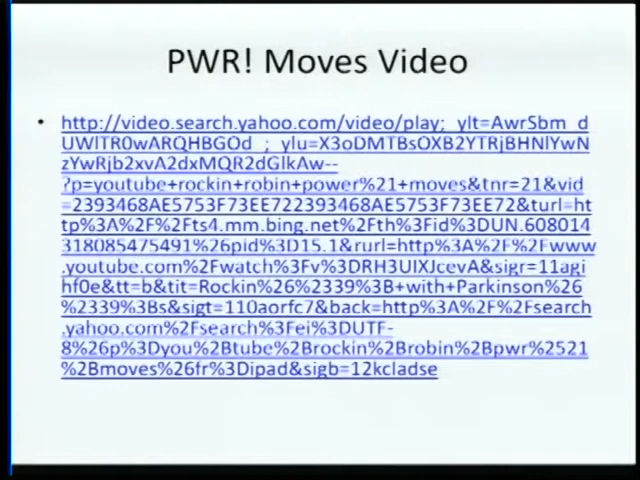 PWR! Moves Video
• http://video.search.yahoo.com/video/play;_ylt=AwrSbm_d
UWlTR0wARQHBGOd_;_ylu=X3oDMTBsOXB2YTRjBHNlYwN
zYwRjb2xvA2dxMQR2dGlkAw--
?p=youtube+rockin+robin+power%21+moves&tnr=21&vid
=2393468AE5753F73EE722393468AE5753F73EE72&turl=ht
tp%3A%2F%2Fts4.mm.bing.net%2Fth%3Fid%3DUN.608014
318085475491%26pid%3D15.1&rurl=http%3A%2F%2Fwww
.youtube.com%2Fwatch%3Fv%3DRH3UIXJcevA&sigr=11agi
hf0e&tt=b&tit=Rockin%26%2339%3B+with+Parkinson%26
%2339%3Bs&sigt=110aorfc7&back=http%3A%2F%2Fsearch
.yahoo.com%2Fsearch%3Fei%3DUTF-
8%26p%3Dyou%2Btube%2Brockin%2Brobin%2Bpwr%2521
%2Bmoves%26fr%3Dipad&sigb=12kcladse